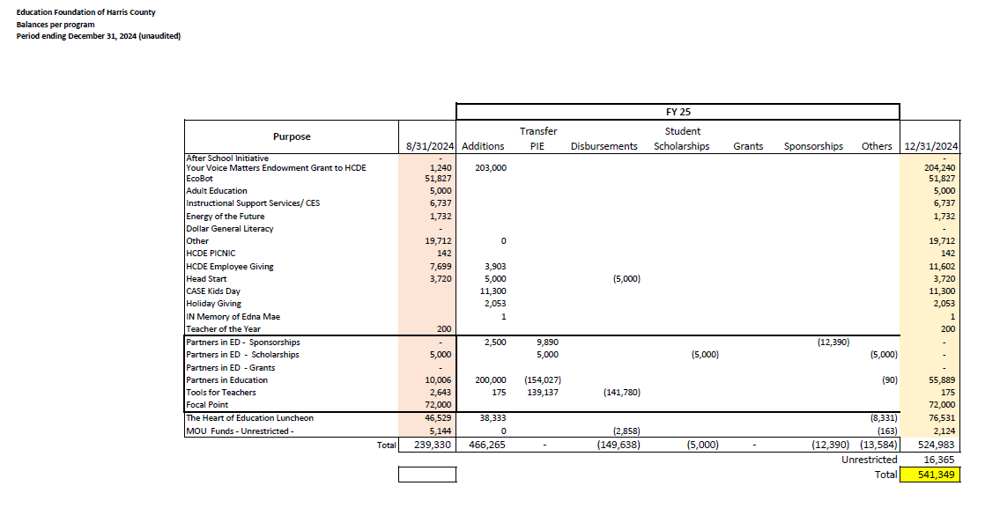 Education Foundation of Harris County
Balances per program
Period ending December 31, 2024 (unaudited)
FY 25
Purpose 8/31/2024 Additions Transfer PIE Disbursements Student Scholarships Grants Sponsorships Others 12/31/2024
After School Initiative - -
Your Voice Matters Endowment Grant to HCDE 1,240 203,000 204,240
EcoBot 51,827 51,827
Adult Education 5,000 5,000
Instructional Support Services/ CES 6,737 6,737
Energy of the Future 1,732 1,732
Dollar General Literacy - -
Other 19,712 0 19,712
HCDE PICNIC 142 142
HCDE Employee Giving 7,699 3,903 11,602
Head Start 3,720 5,000 (5,000) 3,720
CASE Kids Day 11,300 11,300
Holiday Giving 2,053 2,053
IN Memory of Edna Mae 1 1
Teacher of the Year 200 200
Partners in ED - Sponsorships - 2,500 9,890 (12,390) -
Partners in ED - Scholarships 5,000 5,000 (5,000) (5,000) -
Partners in ED - Grants - -
Partners in Education 10,006 200,000 (154,027) (90) 55,889
Tools for Teachers 2,643 175 139,137 (141,780) 175
Focal Point 72,000 72,000
The Heart of Education Luncheon 46,529 38,333 (8,331) 76,531
MOU Funds - Unrestricted - 5,144 0 (2,858) (163) 2,124
Total 239,330 466,265 - (149,638) (5,000) - (12,390) (13,584) 524,983
Unrestricted 16,365
Total 541,349